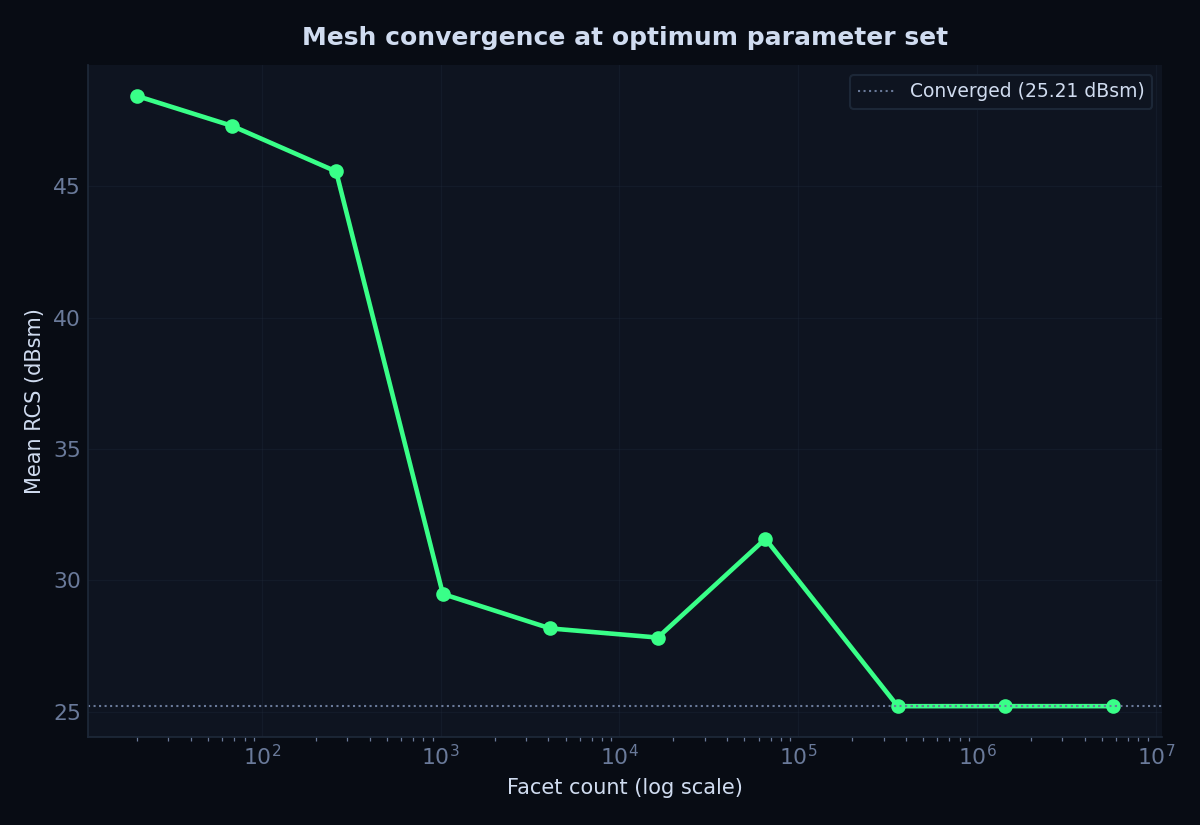 Mesh convergence at optimum parameter set
Converged (25.21 dBsm)
Mean RCS (dBsm)
45
40
35
30
25
10²
10³
10⁴
10⁵
10⁶
10⁷
Facet count (log scale)